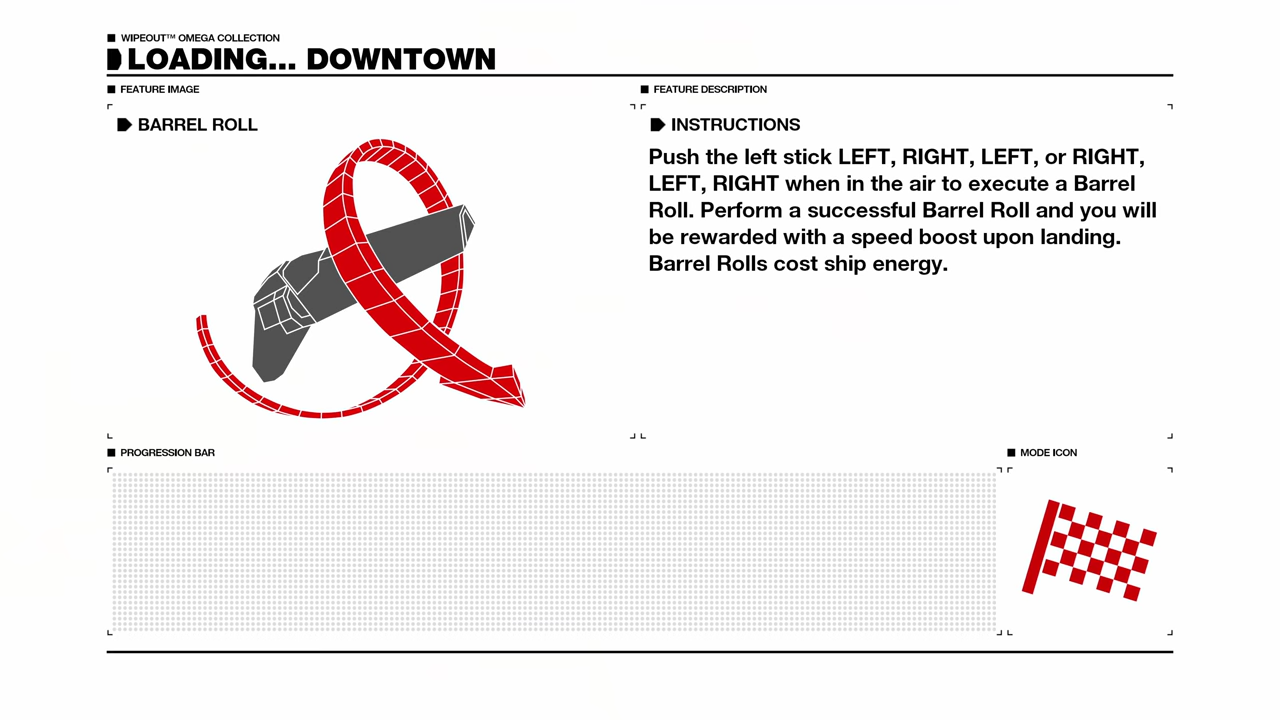 WIPEOUT™ OMEGA COLLECTION
LOADING... DOWNTOWN
FEATURE IMAGE
FEATURE DESCRIPTION
BARREL ROLL
INSTRUCTIONS
Push the left stick LEFT, RIGHT, LEFT, or RIGHT,
LEFT, RIGHT when in the air to execute a Barrel
Roll. Perform a successful Barrel Roll and you will
be rewarded with a speed boost upon landing.
Barrel Rolls cost ship energy.
PROGRESSION BAR
MODE ICON